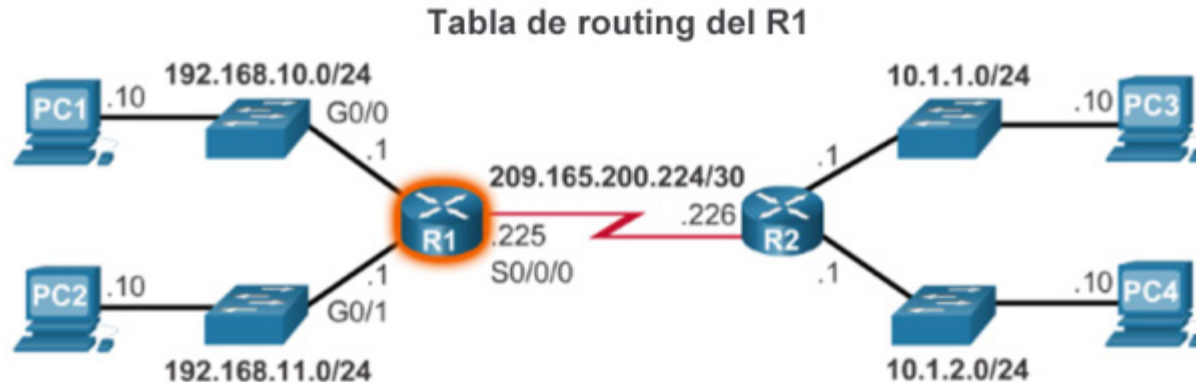 Tabla de routing del R1
192.168.10.0/24
10.1.1.0/24
PC1
.10
G0/0
.1
.10
PC3
.1
209.165.200.224/30
R1
.225
S0/0/0
.226
R2
PC2
.10
.1
G0/1
.1
.10
PC4
192.168.11.0/24
10.1.2.0/24